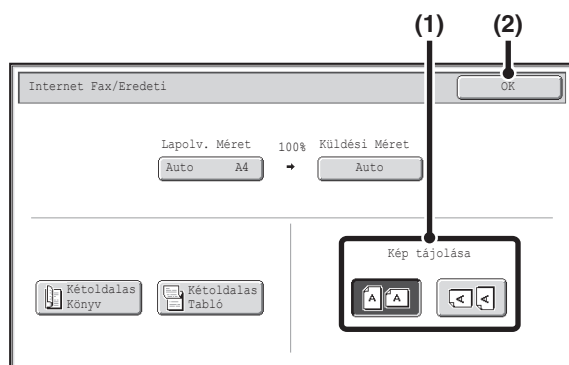 (1) (2)
Internet Fax/Eredeti OK
Lapolv. Méret 100% Küldési Méret
Auto A4 → Auto
Kép tájolása
Kétoldalas Kétoldalas
Könyv Tabló
A A A A